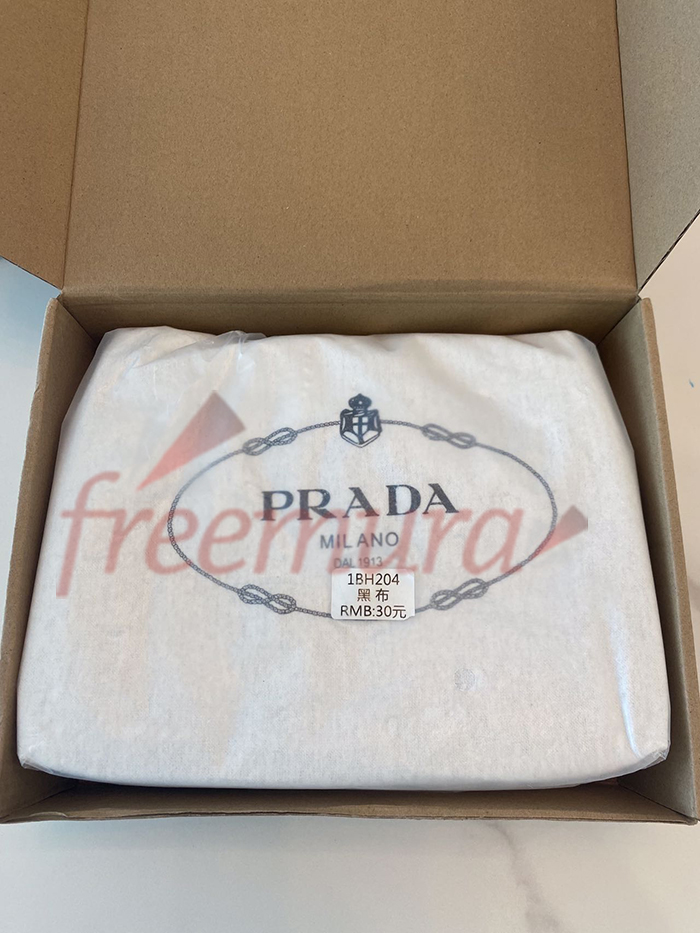 freemura
PRADA
MILANO
DAL 1913
1BH204
黑布
RMB:30元